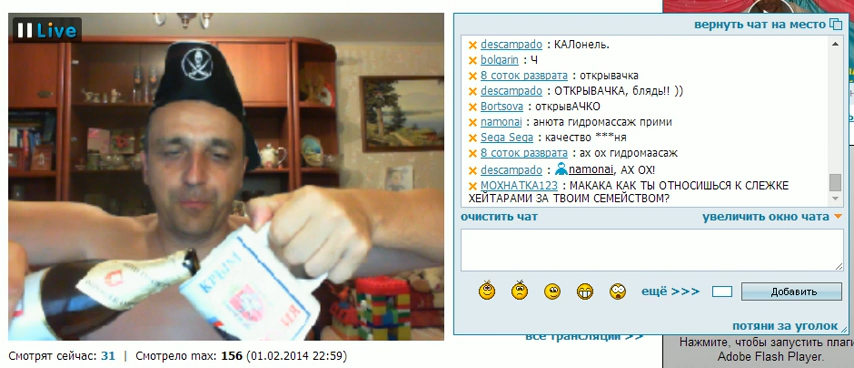 Live
КРЫМ
вернуть чат на место
descampado : КАЛонель.
bolgarin : Ч
8 соток разврата : открывачка
descampado : ОТКРЫВАЧКА, блядь!! ))
Bortsova : открывАЧКО
namonai : анюта гидромассаж прими
Sega Sega : качество ***ня
8 соток разврата : ах ох гидромаасаж
descampado : namonai, АХ ОХ!
МОХНАТКА123 : МАКАКА КАК ТЫ ОТНОСИШЬСЯ К СЛЕЖКЕ
ХЕЙТАРАМИ ЗА ТВОИМ СЕМЕЙСТВОМ?
очистить чат
увеличить окно чата
ещё >>>
Добавить
потяни за уголок
все трансляции >>
Смотрят сейчас: 31 | Смотрело max: 156 (01.02.2014 22:59)
Нажмите, чтобы запустить плаги
Adobe Flash Player.